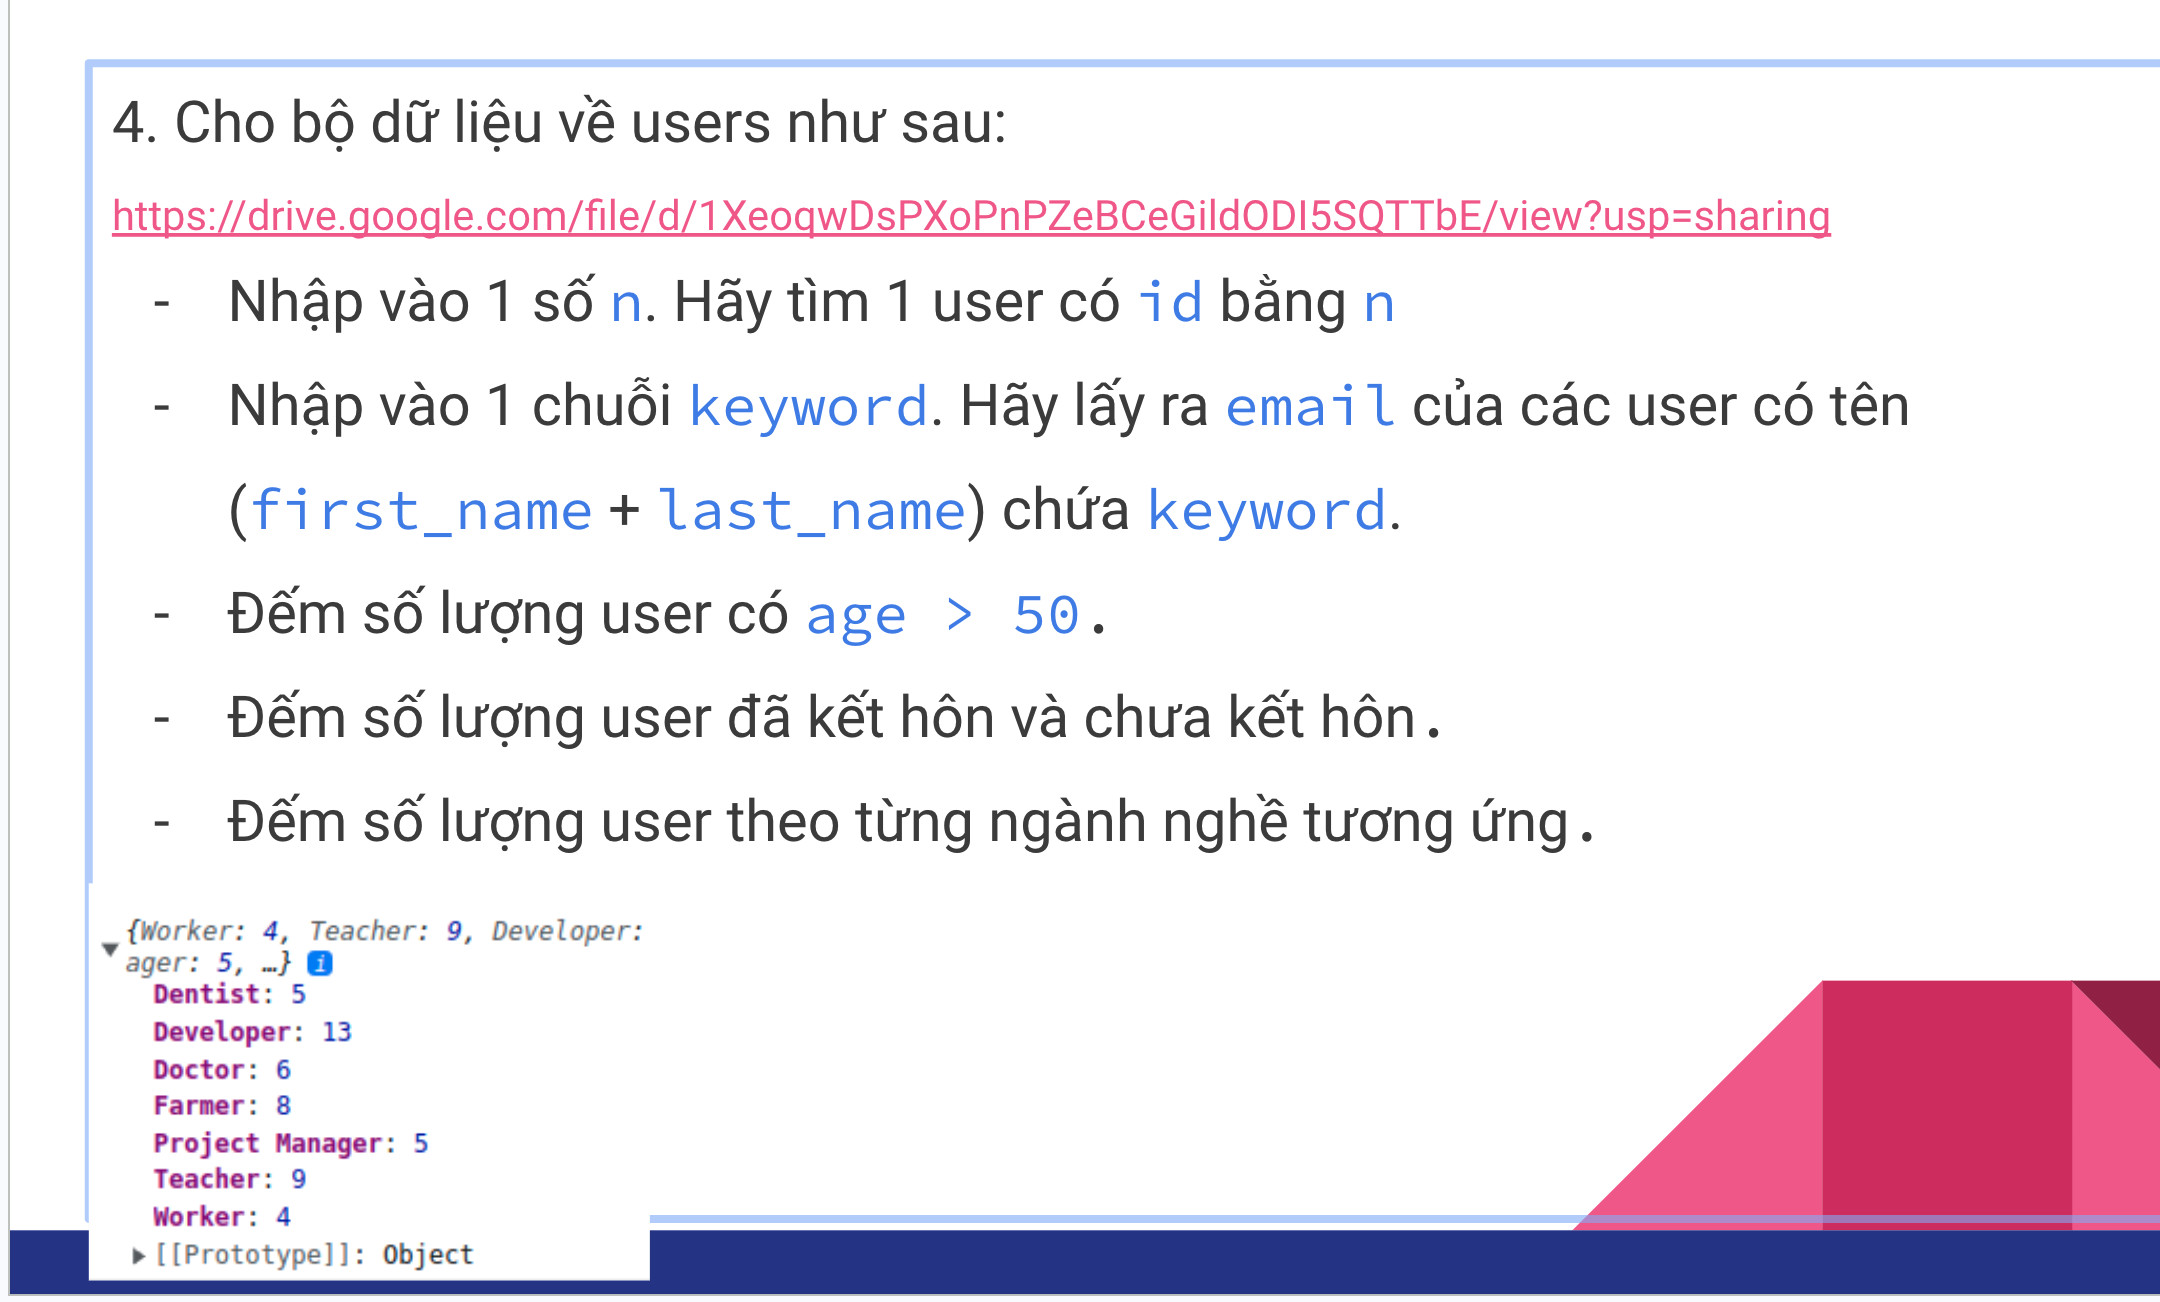 4. Cho bộ dữ liệu về users như sau:
https://drive.google.com/file/d/1XeoqwDsPXoPnPZeBCeGildODI5SQTTbE/view?usp=sharing
- Nhập vào 1 số n. Hãy tìm 1 user có id bằng n
- Nhập vào 1 chuỗi keyword. Hãy lấy ra email của các user có tên
(first_name + last_name) chứa keyword.
- Đếm số lượng user có age > 50.
- Đếm số lượng user đã kết hôn và chưa kết hôn.
- Đếm số lượng user theo từng ngành nghề tương ứng.
{Worker: 4, Teacher: 9, Developer:
ager: 5, …} i
Dentist: 5
Developer: 13
Doctor: 6
Farmer: 8
Project Manager: 5
Teacher: 9
Worker: 4
[[Prototype]]: Object